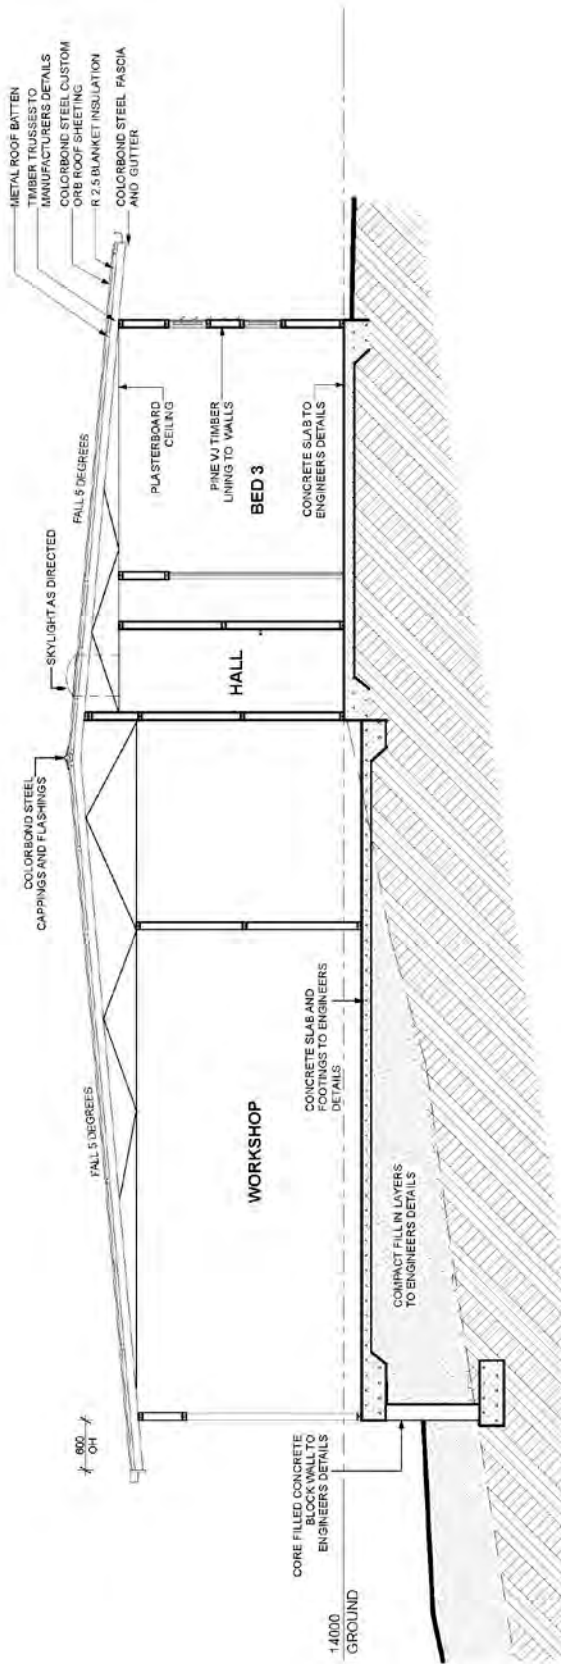 METAL ROOF BATTEN
TIMBER TRUSSES TO
MANUFACTURERS DETAILS
COLORBOND STEEL CUSTOM
ORB ROOF SHEETING
R 2.5 BLANKET INSULATION
COLORBOND STEEL FASCIA
AND GUTTER
SKYLIGHT AS DIRECTED
FALL 5 DEGREES
COLORBOND STEEL
CAPPINGS AND FLASHINGS
FALL 5 DEGREES
600
OH
PLASTERBOARD
CEILING
PINE VJ TIMBER
LINING TO WALLS
BED 3
HALL
CONCRETE SLAB TO
ENGINEERS DETAILS
WORKSHOP
CONCRETE SLAB AND
FOOTINGS TO ENGINEERS
DETAILS
COMPACT FILL IN LAYERS
TO ENGINEERS DETAILS
CORE FILLED CONCRETE
BLOCK WALL TO
ENGINEERS DETAILS
14000
GROUND